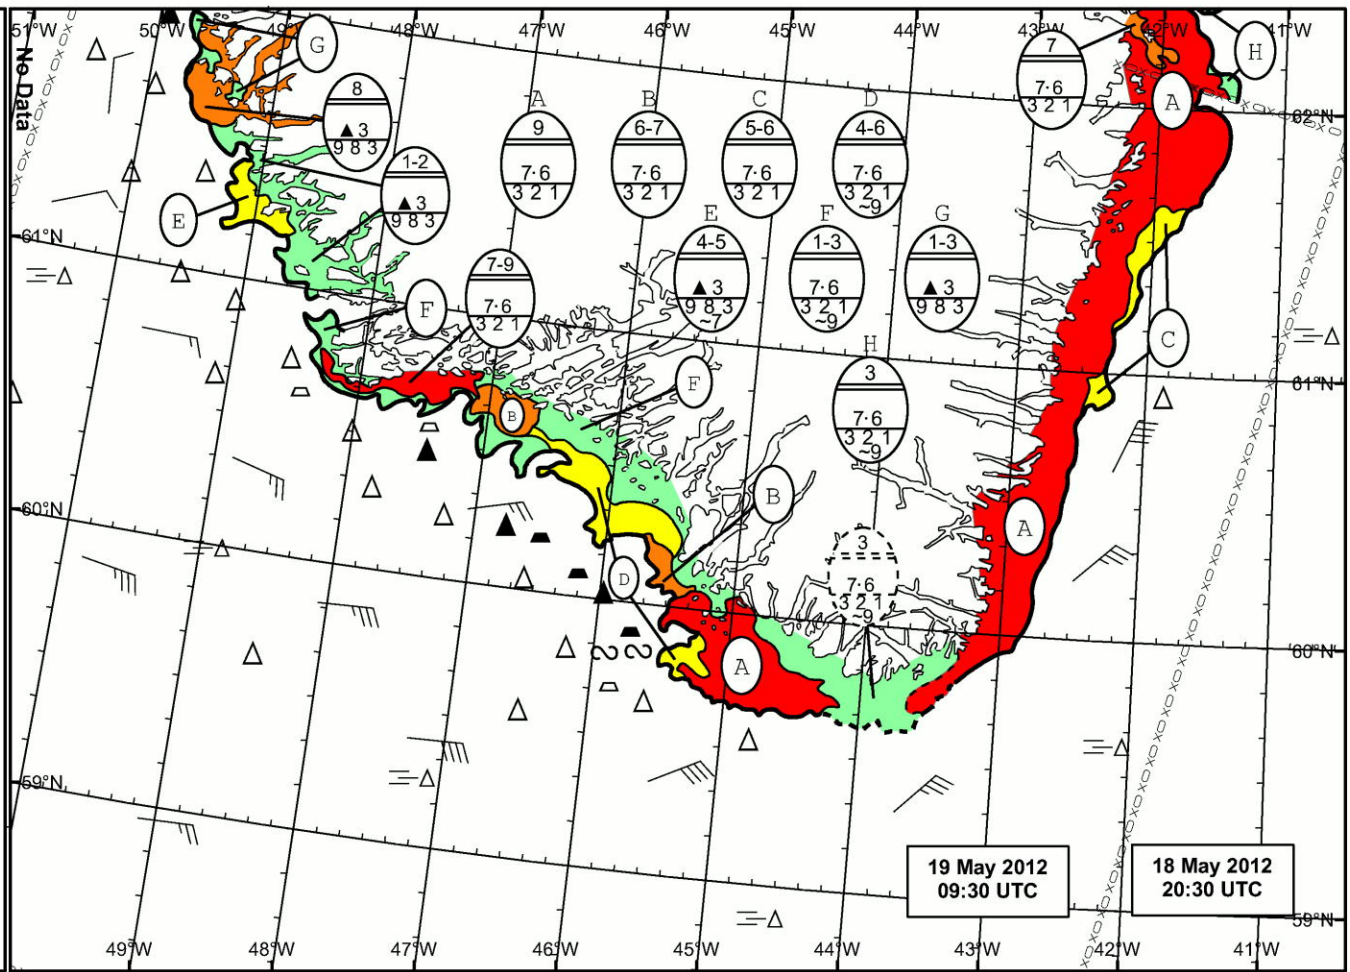 51°W 50°W 49°W 48°W 47°W 46°W 45°W 44°W 43°W 42°W 41°W
No Data
G
H
7
7·6
3 2 1
8
▲3
9 8 3
A
62°N
A B C D
9 6-7 5-6 4-6
7·6 7·6 7·6 7·6
3 2 1 3 2 1 3 2 1 3 2 1
~9
1-2
▲3
9 8 3
E
E F G
4-5 1-3 1-3
▲3 7·6 ▲3
9 8 3 3 2 1 9 8 3
~7 ~9
61°N
7-9
7·6
3 2 1
F
C
H
3
7·6
3 2 1
~9
61°N
F
B
B
60°N
A
3
7·6
3 2 1
~9
D
A
60°N
59°N
19 May 2012
09:30 UTC
18 May 2012
20:30 UTC
59°N
49°W 48°W 47°W 46°W 45°W 44°W 43°W 42°W 41°W